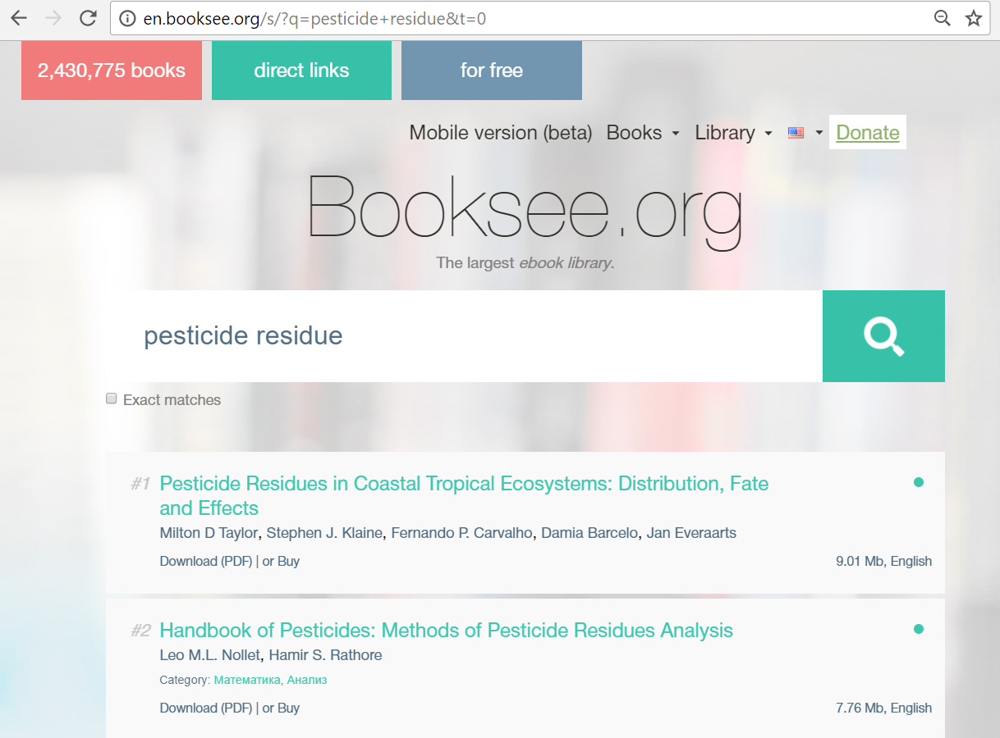 en.booksee.org/s/?q=pesticide+residue&t=0
2,430,775 books direct links for free
Mobile version (beta) Books Library Donate
Booksee.org
The largest ebook library.
pesticide residue
Exact matches
#1 Pesticide Residues in Coastal Tropical Ecosystems: Distribution, Fate
and Effects
Milton D Taylor, Stephen J. Klaine, Fernando P. Carvalho, Damia Barcelo, Jan Everaarts
Download (PDF) | or Buy 9.01 Mb, English
#2 Handbook of Pesticides: Methods of Pesticide Residues Analysis
Leo M.L. Nollet, Hamir S. Rathore
Category: Математика, Анализ
Download (PDF) | or Buy 7.76 Mb, English